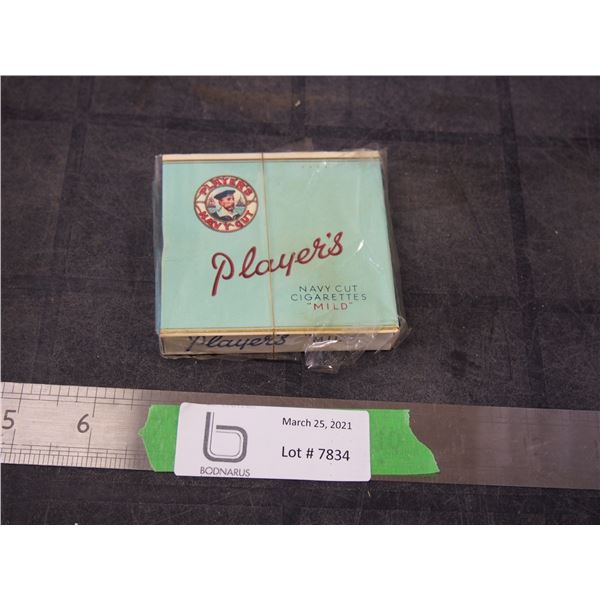 PLAYER'S
NAVY CUT
Player's
NAVY CUT
CIGARETTES
"MILD"
Player's
5 6
March 25, 2021
Lot # 7834
b
BODNARUS